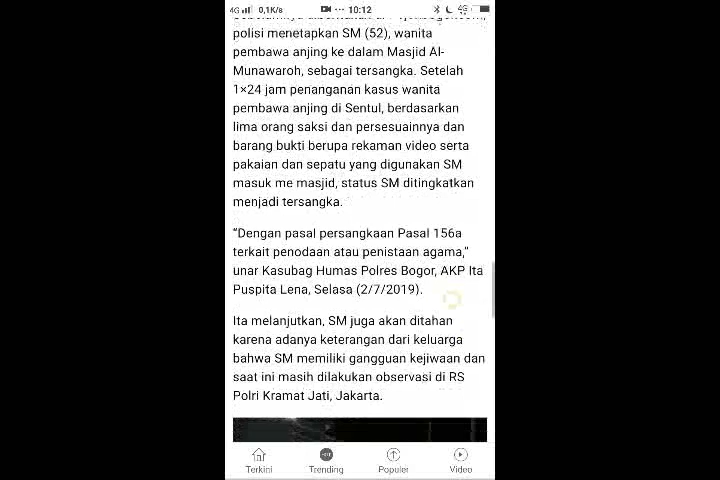 4G 0,1K/s ··· 10:12 4G
polisi menetapkan SM (52), wanita
pembawa anjing ke dalam Masjid Al-
Munawaroh, sebagai tersangka. Setelah
1×24 jam penanganan kasus wanita
pembawa anjing di Sentul, berdasarkan
lima orang saksi dan persesuainnya dan
barang bukti berupa rekaman video serta
pakaian dan sepatu yang digunakan SM
masuk me masjid, status SM ditingkatkan
menjadi tersangka.
“Dengan pasal persangkaan Pasal 156a
terkait penodaan atau penistaan agama,”
unar Kasubag Humas Polres Bogor, AKP Ita
Puspita Lena, Selasa (2/7/2019).
Ita melanjutkan, SM juga akan ditahan
karena adanya keterangan dari keluarga
bahwa SM memiliki gangguan kejiwaan dan
saat ini masih dilakukan observasi di RS
Polri Kramat Jati, Jakarta.
Terkini Trending Populer Video